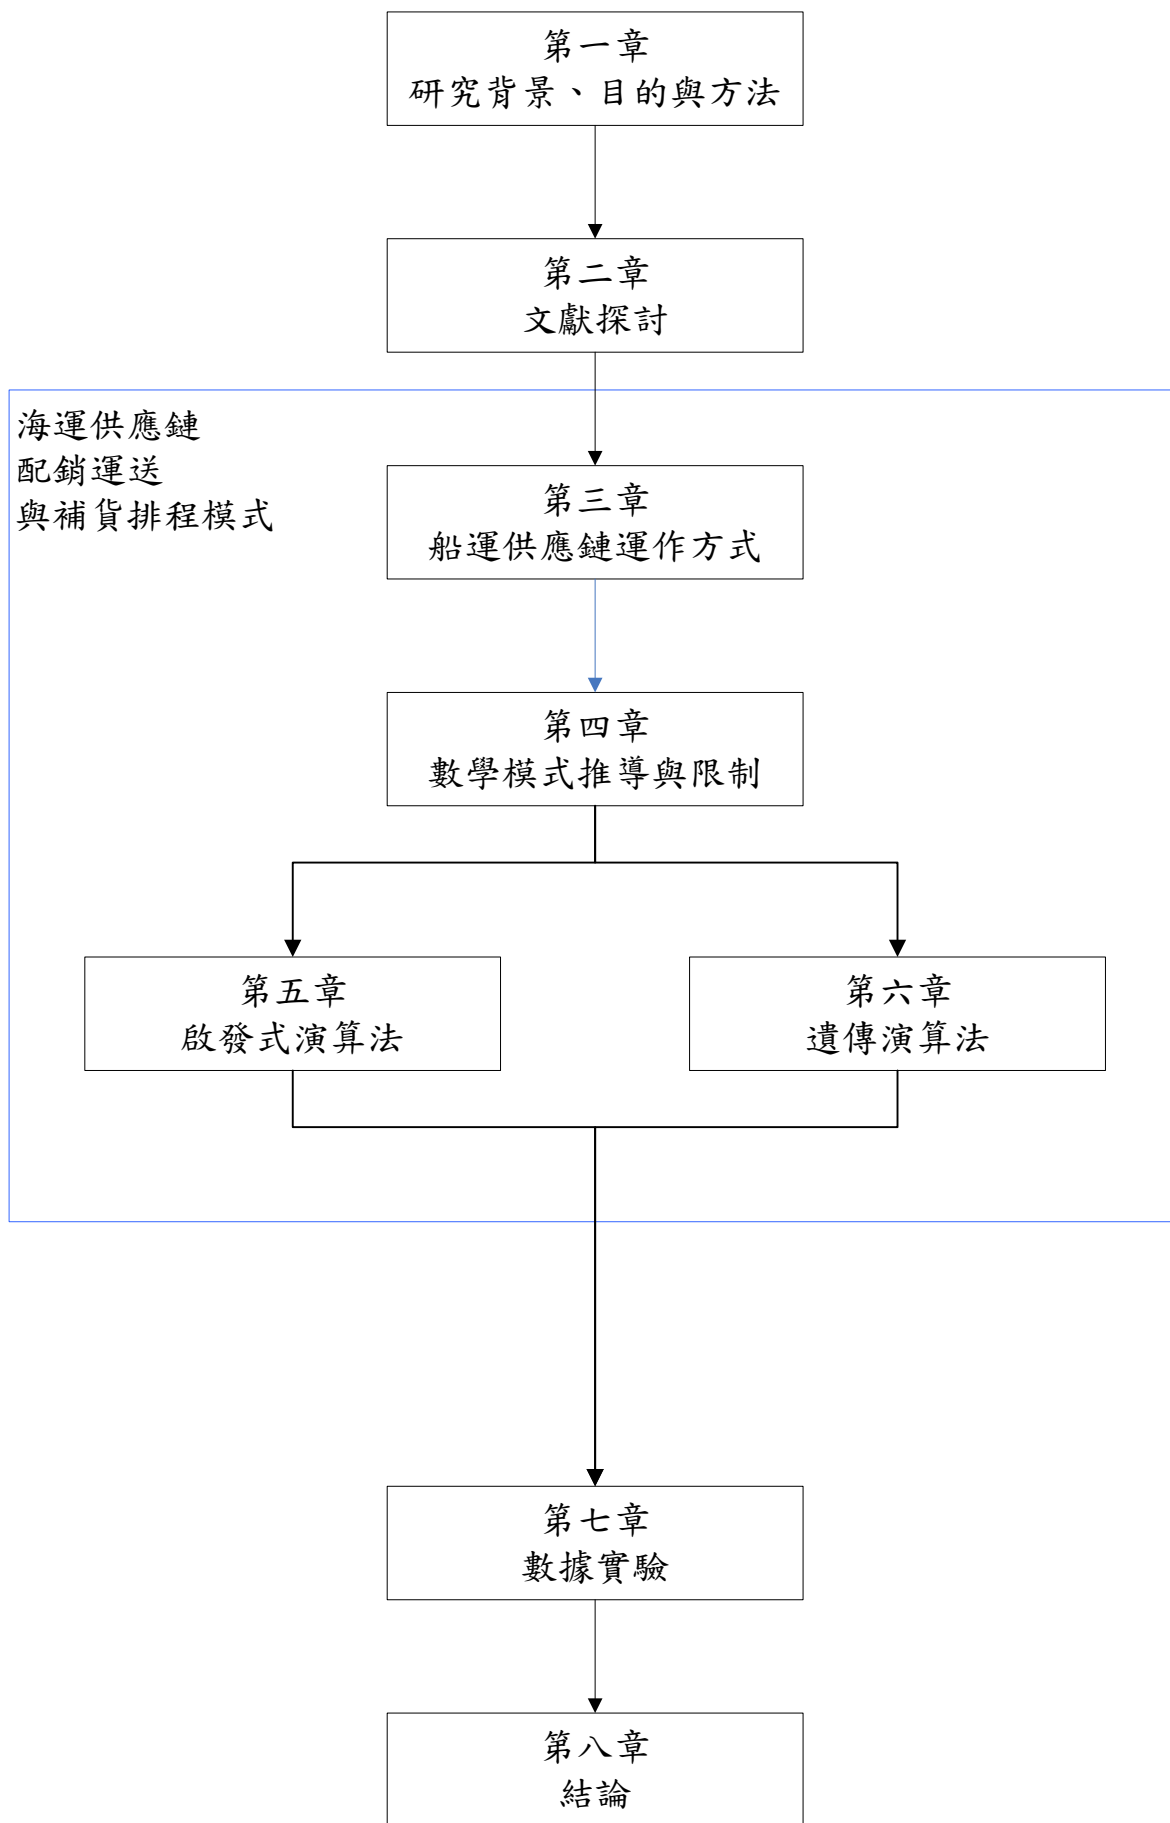 第一章
研究背景、目的與方法
第二章
文獻探討
海運供應鏈
配銷運送
與補貨排程模式
第三章
船運供應鏈運作方式
第四章
數學模式推導與限制
第五章
啟發式演算法
第六章
遺傳演算法
第七章
數據實驗
第八章
結論